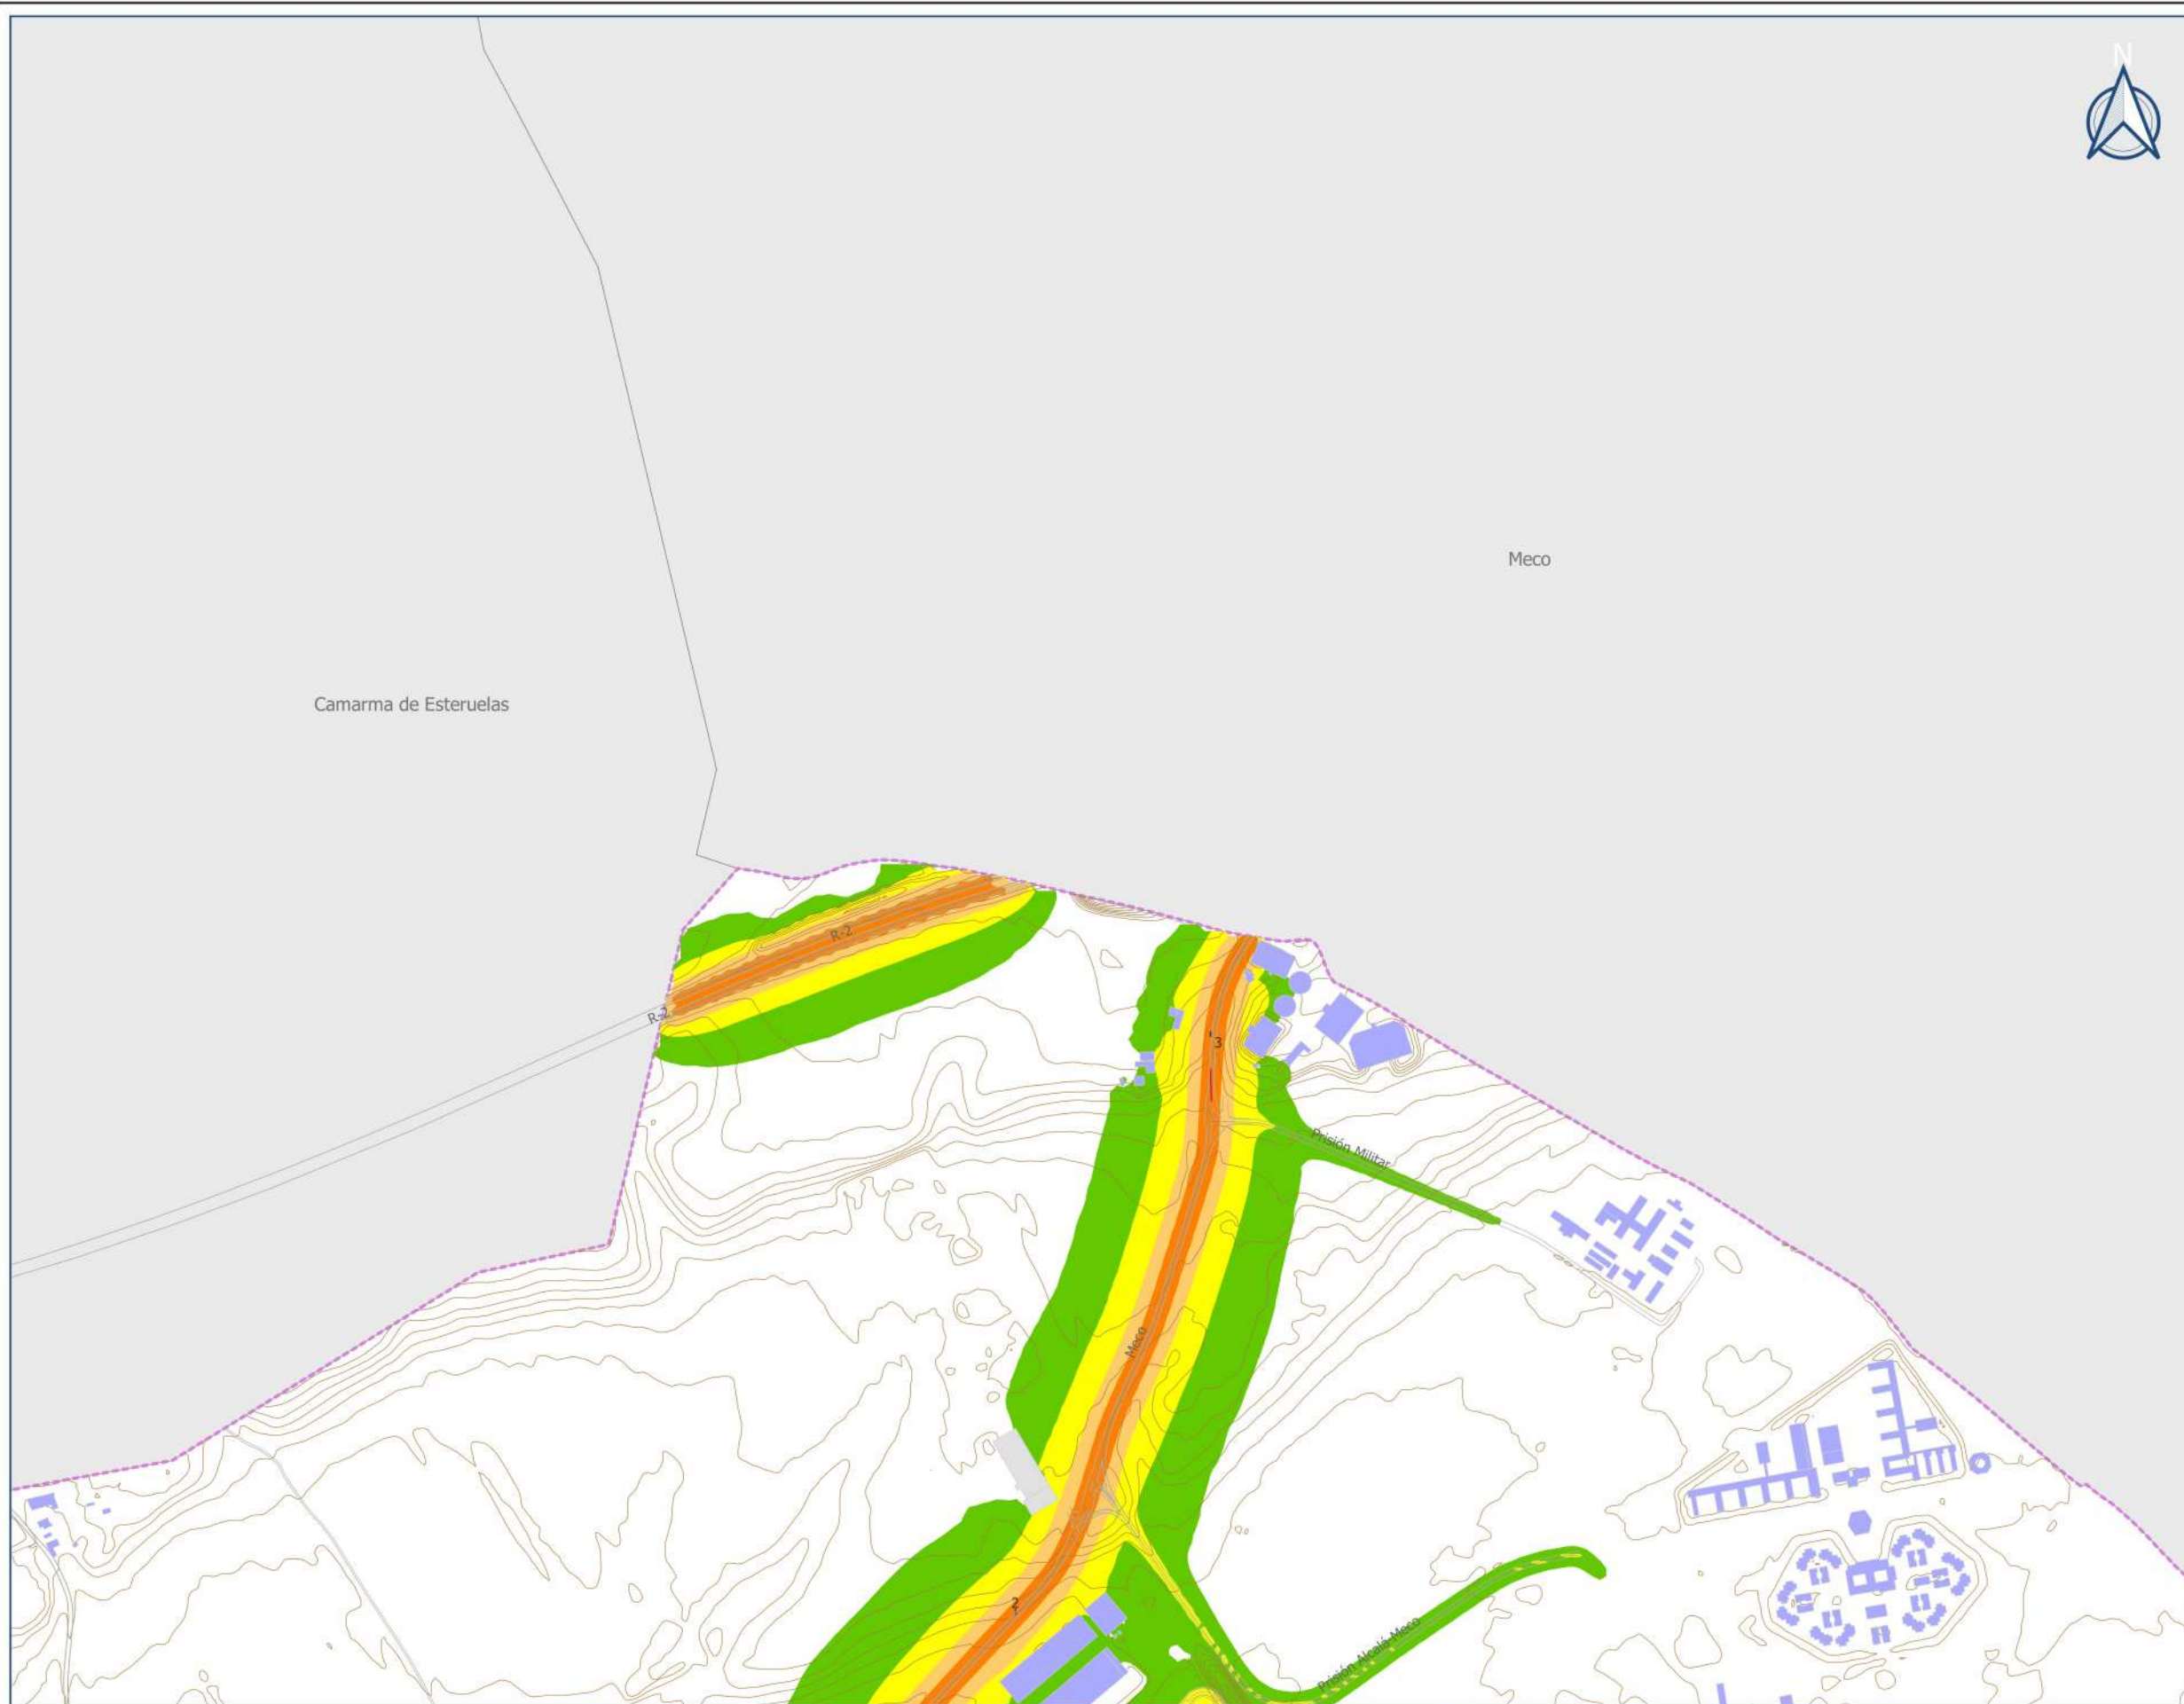 N
Meco
Camarma de Esteruelas
R-2
R-2
3
Prisión Militar
Meco
2
Prisión Alcalá-Meco